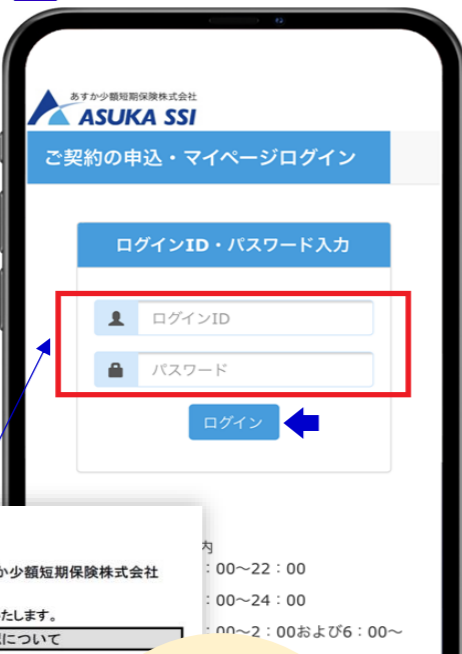 あすか少額短期保険株式会社
ASUKA SSI
ご契約の申込・マイページログイン
ログインID・パスワード入力
ログインID
パスワード
ログイン
内
：00～22：00
：00～24：00
：00～2：00および6：00～
か少額短期保険株式会社
たします。
について